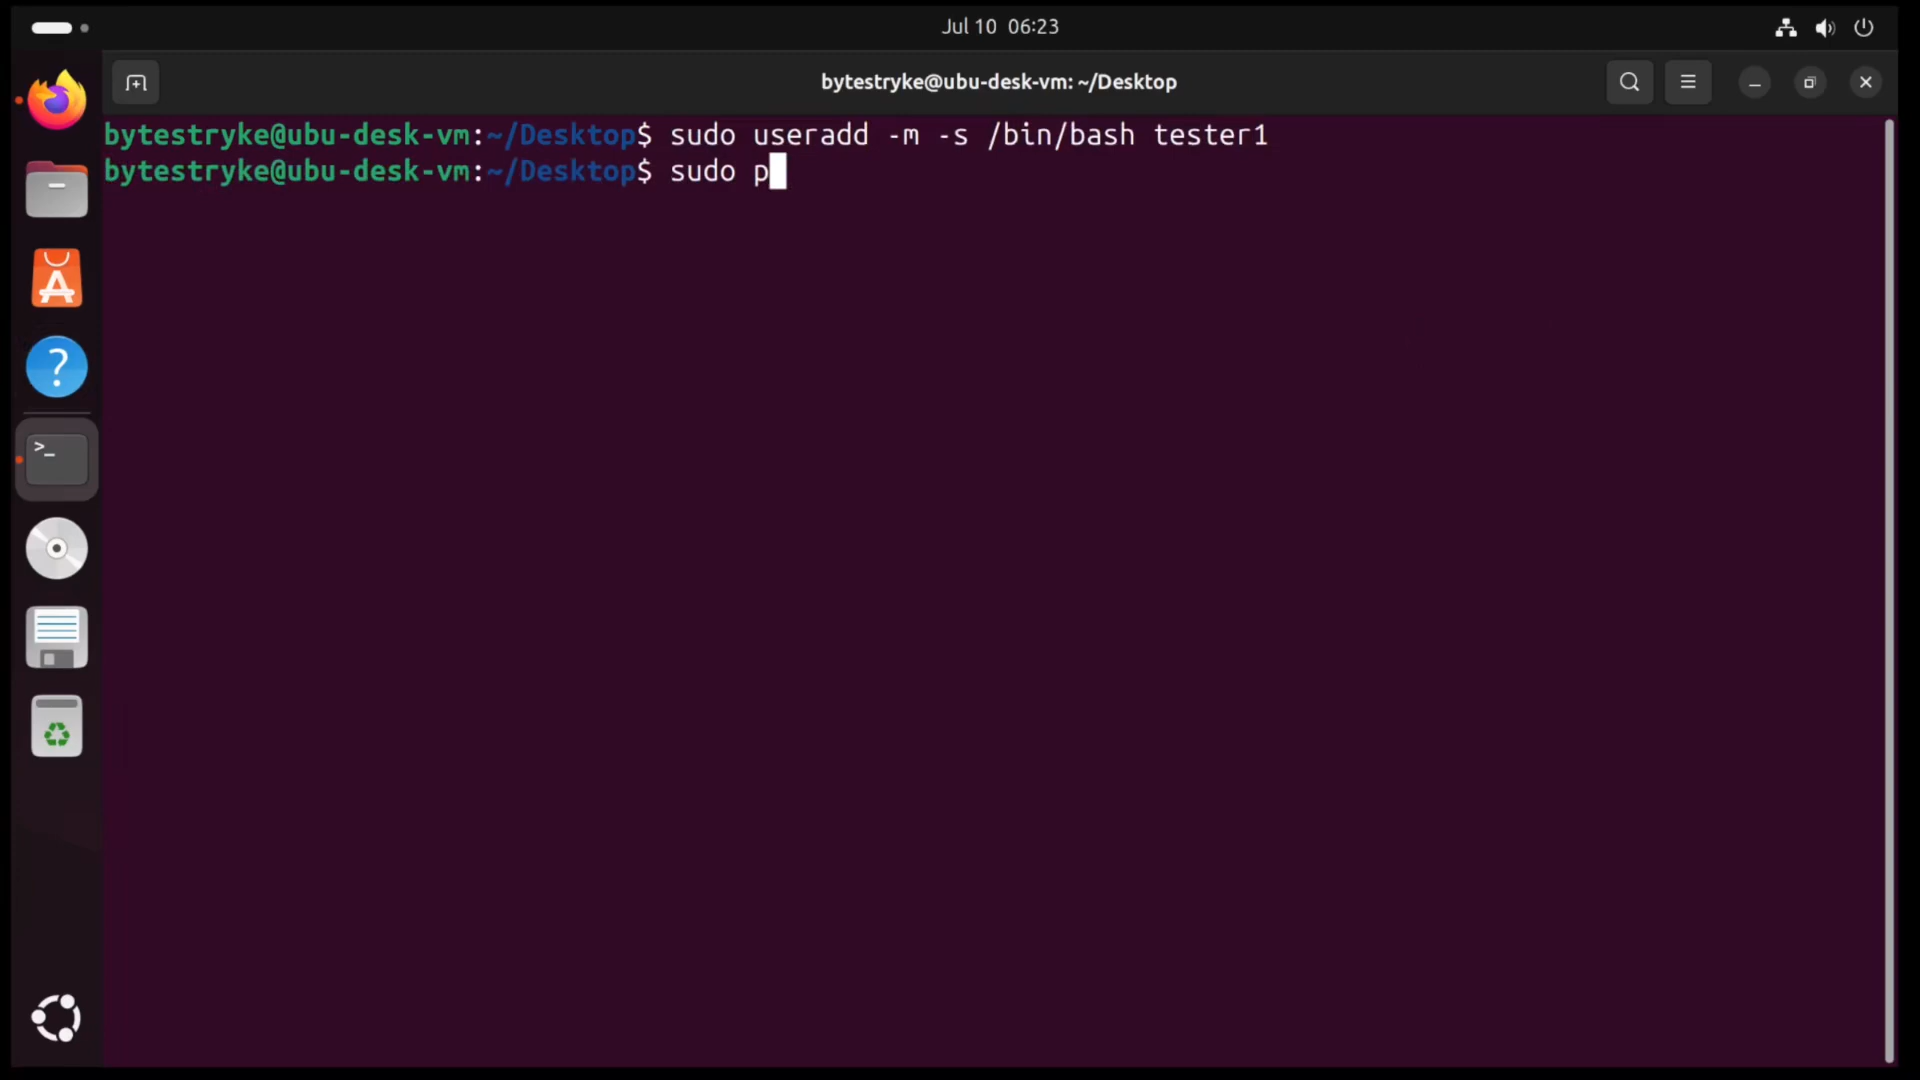 Jul 10 06:23
bytestryke@ubu-desk-vm: ~/Desktop
bytestryke@ubu-desk-vm:~/Desktop$ sudo useradd -m -s /bin/bash tester1
bytestryke@ubu-desk-vm:~/Desktop$ sudo p